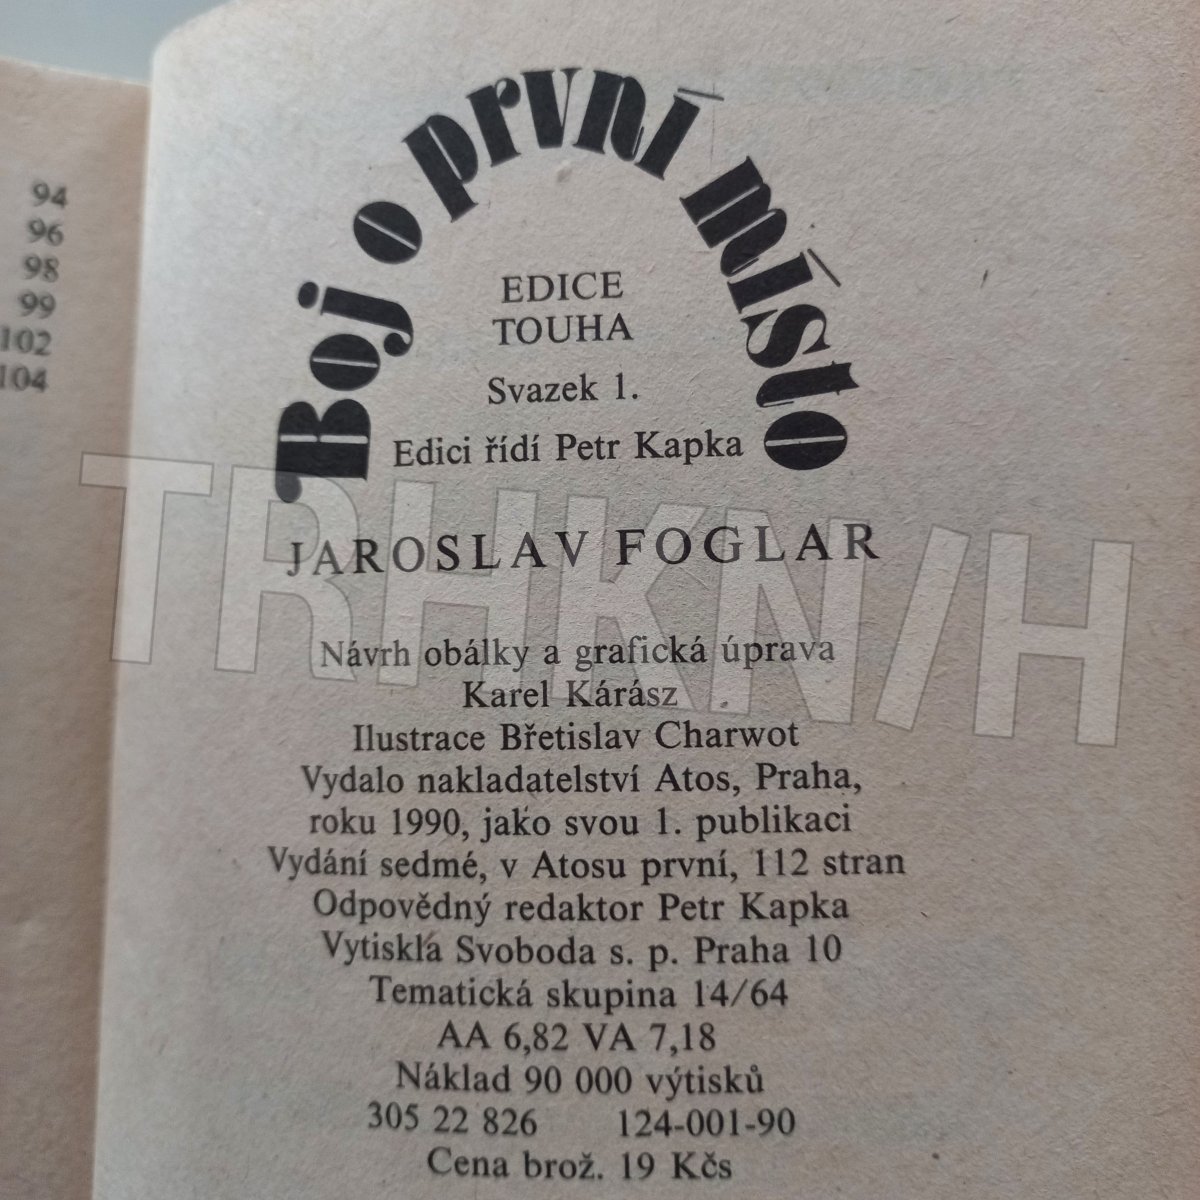 94
96
98
99
102
104
Boj o první místo
EDICE
TOUHA
Svazek 1.
Edici řídí Petr Kapka
JAROSLAV FOGLAR
TRHKNIH
Návrh obálky a grafická úprava
Karel Kárász
Ilustrace Břetislav Charwot
Vydalo nakladatelství Atos, Praha,
roku 1990, jako svou 1. publikaci
Vydání sedmé, v Atosu první, 112 stran
Odpovědný redaktor Petr Kapka
Vytiskla Svoboda s. p. Praha 10
Tematická skupina 14/64
AA 6,82 VA 7,18
Náklad 90 000 výtisků
305 22 826 124-001-90
Cena brož. 19 Kčs